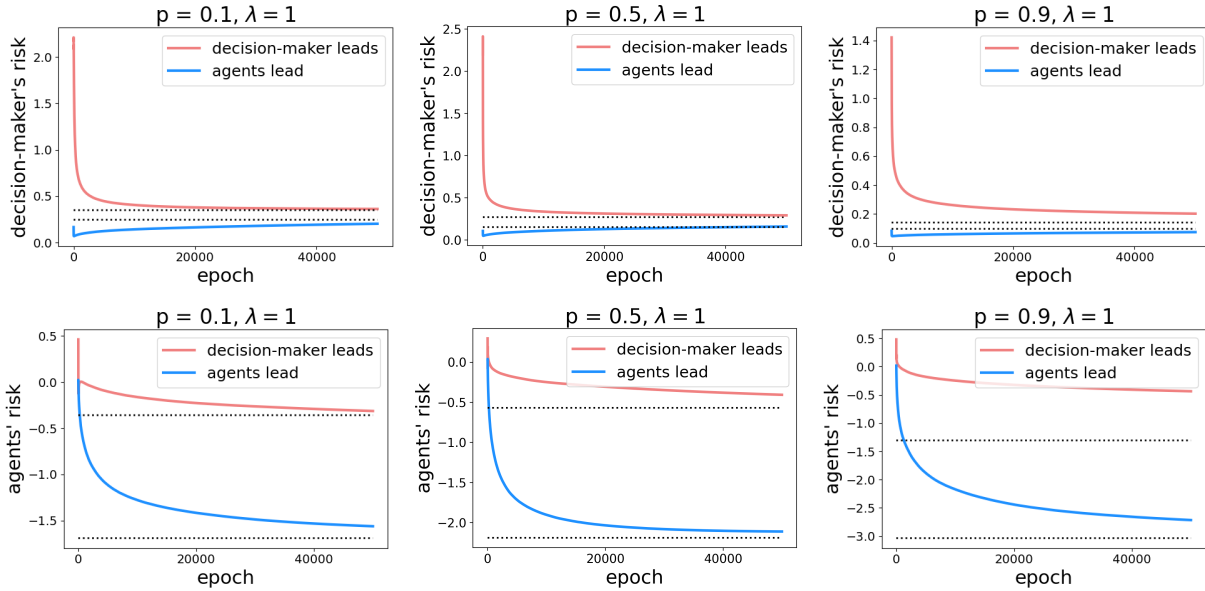 p = 0.1, λ = 1
decision-maker's risk
2.0
1.5
1.0
0.5
0.0
decision-maker leads
agents lead
0 20000 40000
epoch
p = 0.5, λ = 1
decision-maker's risk
2.5
2.0
1.5
1.0
0.5
0.0
decision-maker leads
agents lead
0 20000 40000
epoch
p = 0.9, λ = 1
decision-maker's risk
1.4
1.2
1.0
0.8
0.6
0.4
0.2
0.0
decision-maker leads
agents lead
0 20000 40000
epoch
p = 0.1, λ = 1
agents' risk
0.5
0.0
−0.5
−1.0
−1.5
decision-maker leads
agents lead
0 20000 40000
epoch
p = 0.5, λ = 1
agents' risk
0.0
−0.5
−1.0
−1.5
−2.0
decision-maker leads
agents lead
0 20000 40000
epoch
p = 0.9, λ = 1
agents' risk
0.5
0.0
−0.5
−1.0
−1.5
−2.0
−2.5
−3.0
decision-maker leads
agents lead
0 20000 40000
epoch